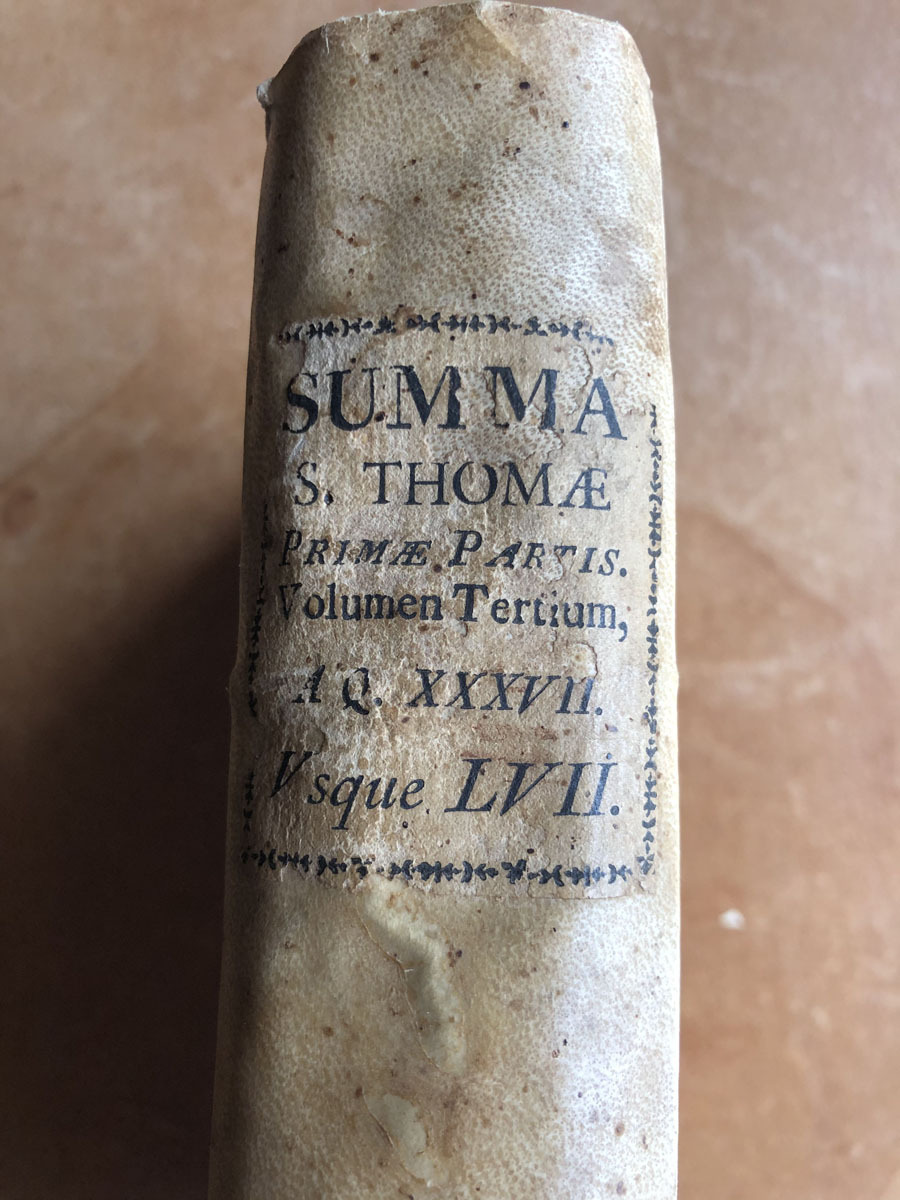 SUMMA
S. THOMÆ
PRIMÆ PARTIS.
Volumen Tertium,
A Q. XXXVII.
Vsque LVII.